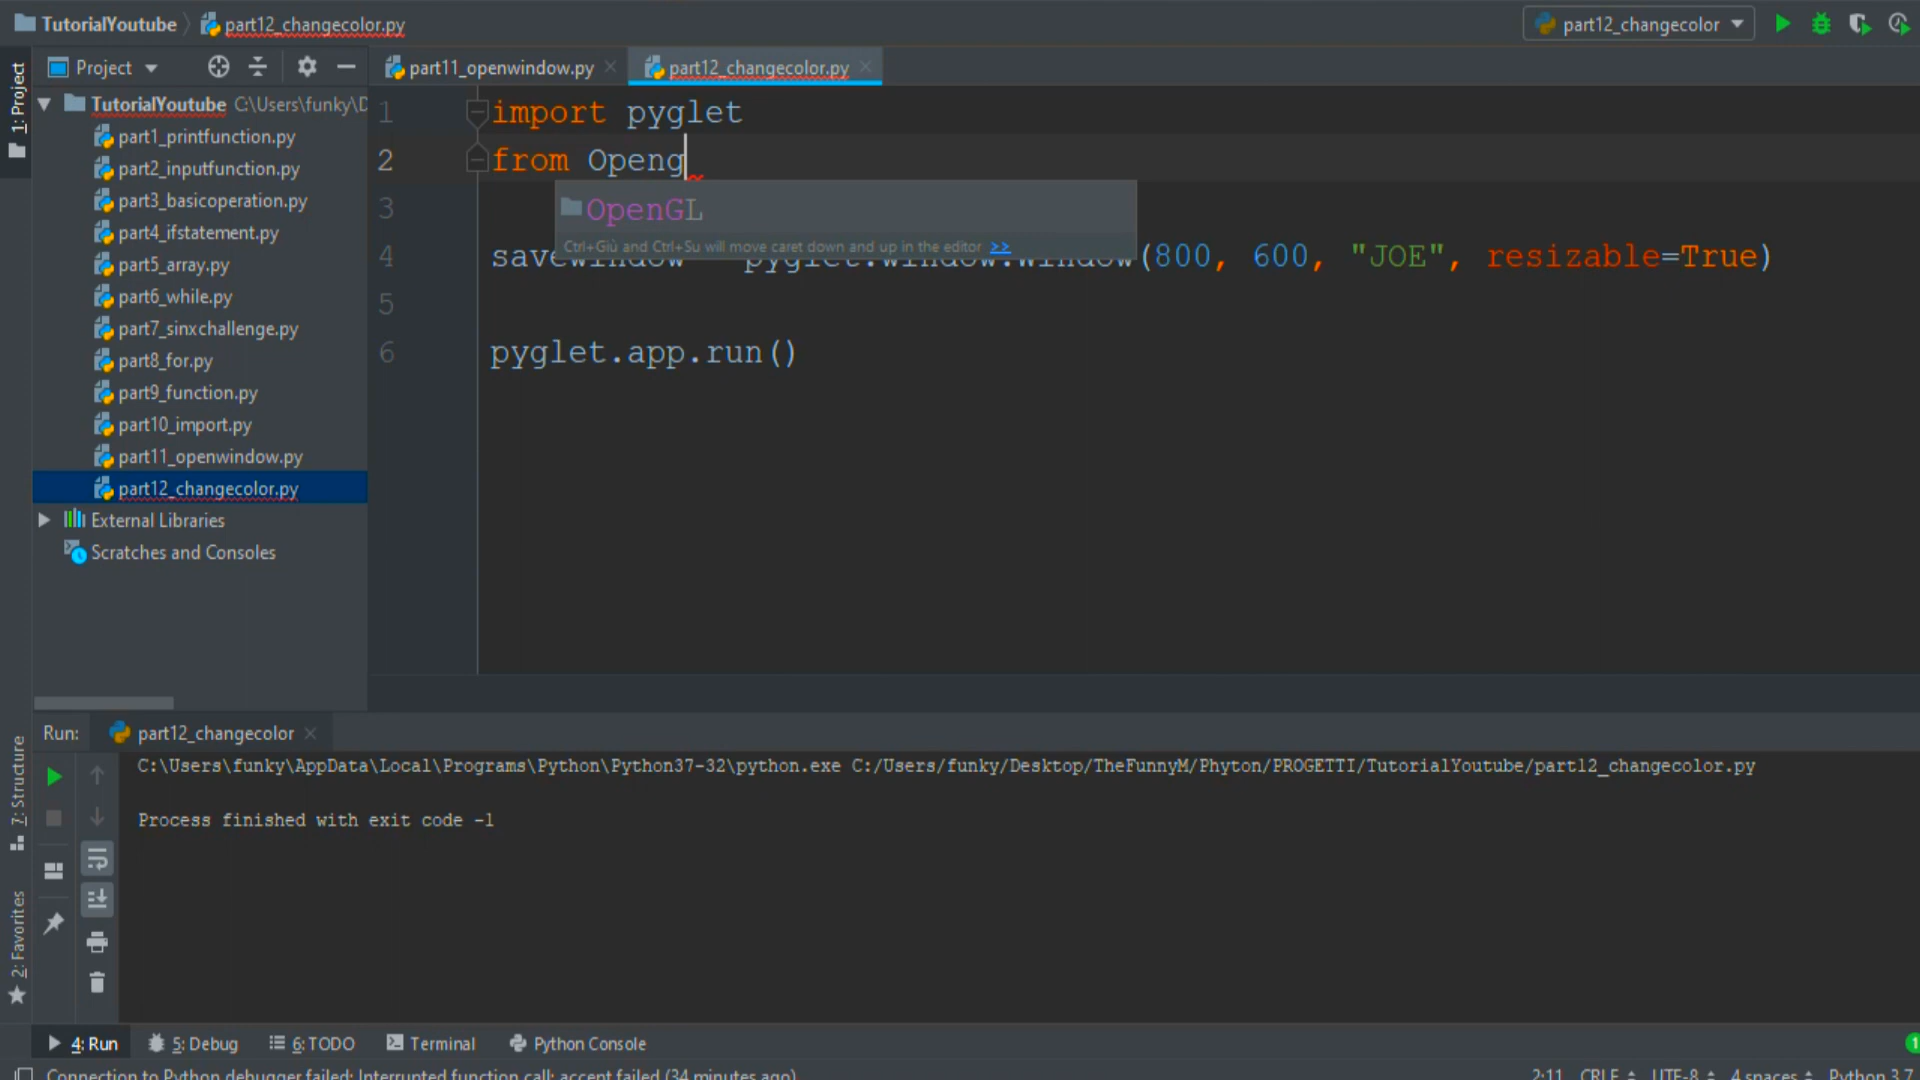 TutorialYoutube
part12_changecolor.py
part12_changecolor
1: Project
Project
part11_openwindow.py
part12_changecolor.py
TutorialYoutube C:\Users\funky\D
part1_printfunction.py
part2_inputfunction.py
part3_basicoperation.py
part4_ifstatement.py
part5_array.py
part6_while.py
part7_sinxchallenge.py
part8_for.py
part9_function.py
part10_import.py
part11_openwindow.py
part12_changecolor.py
External Libraries
Scratches and Consoles
1 import pyglet
2 from Openg
OpenGL
Ctrl+Giù and Ctrl+Su will move caret down and up in the editor >>
3
4 savewindow pyglet.window.Window(800, 600, "JOE", resizable=True)
5
6 pyglet.app.run()
Run: part12_changecolor
C:\Users\funky\AppData\Local\Programs\Python\Python37-32\python.exe C:/Users/funky/Desktop/TheFunnyM/Phyton/PROGETTI/TutorialYoutube/part12_changecolor.py
Process finished with exit code -1
7: Structure
2: Favorites
4: Run 5: Debug 6: TODO Terminal Python Console 1
Connection to Python debugger failed: Interrupted function call: accept failed (34 minutes ago)
2:11 CRLF UTF-8 4 spaces Python 3.7